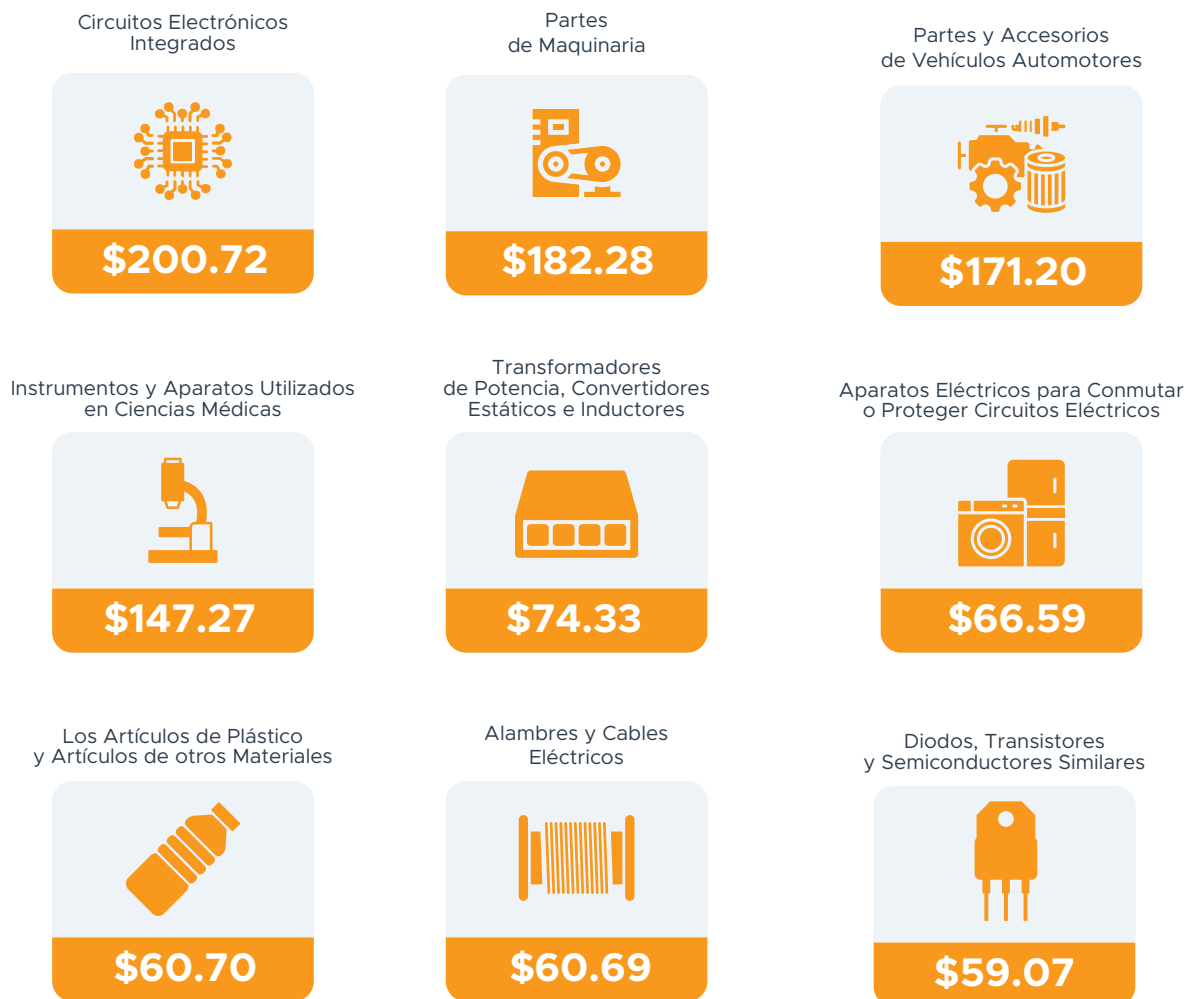 Circuitos Electrónicos
Integrados
$200.72
Partes
de Maquinaria
$182.28
Partes y Accesorios
de Vehículos Automotores
$171.20
Instrumentos y Aparatos Utilizados
en Ciencias Médicas
$147.27
Transformadores
de Potencia, Convertidores
Estáticos e Inductores
$74.33
Aparatos Eléctricos para Conmutar
o Proteger Circuitos Eléctricos
$66.59
Los Artículos de Plástico
y Artículos de otros Materiales
$60.70
Alambres y Cables
Eléctricos
$60.69
Diodos, Transistores
y Semiconductores Similares
$59.07